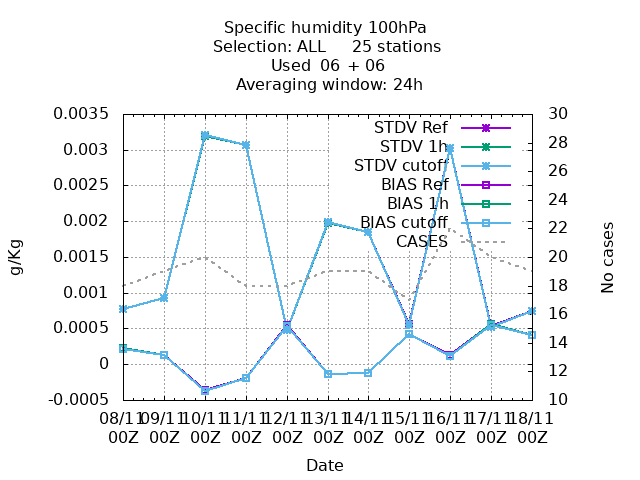 Specific humidity 100hPa
Selection: ALL 25 stations
Used 06 + 06
Averaging window: 24h
0.0035
0.003
0.0025
0.002
0.0015
0.001
0.0005
0
-0.0005
g/Kg
30
28
26
24
22
20
18
16
14
12
10
No cases
STDV Ref
STDV 1h
STDV cutoff
BIAS Ref
BIAS 1h
BIAS cutoff
CASES
08/11 09/11 10/11 11/11 12/11 13/11 14/11 15/11 16/11 17/11 18/11
00Z 00Z 00Z 00Z 00Z 00Z 00Z 00Z 00Z 00Z 00Z
Date